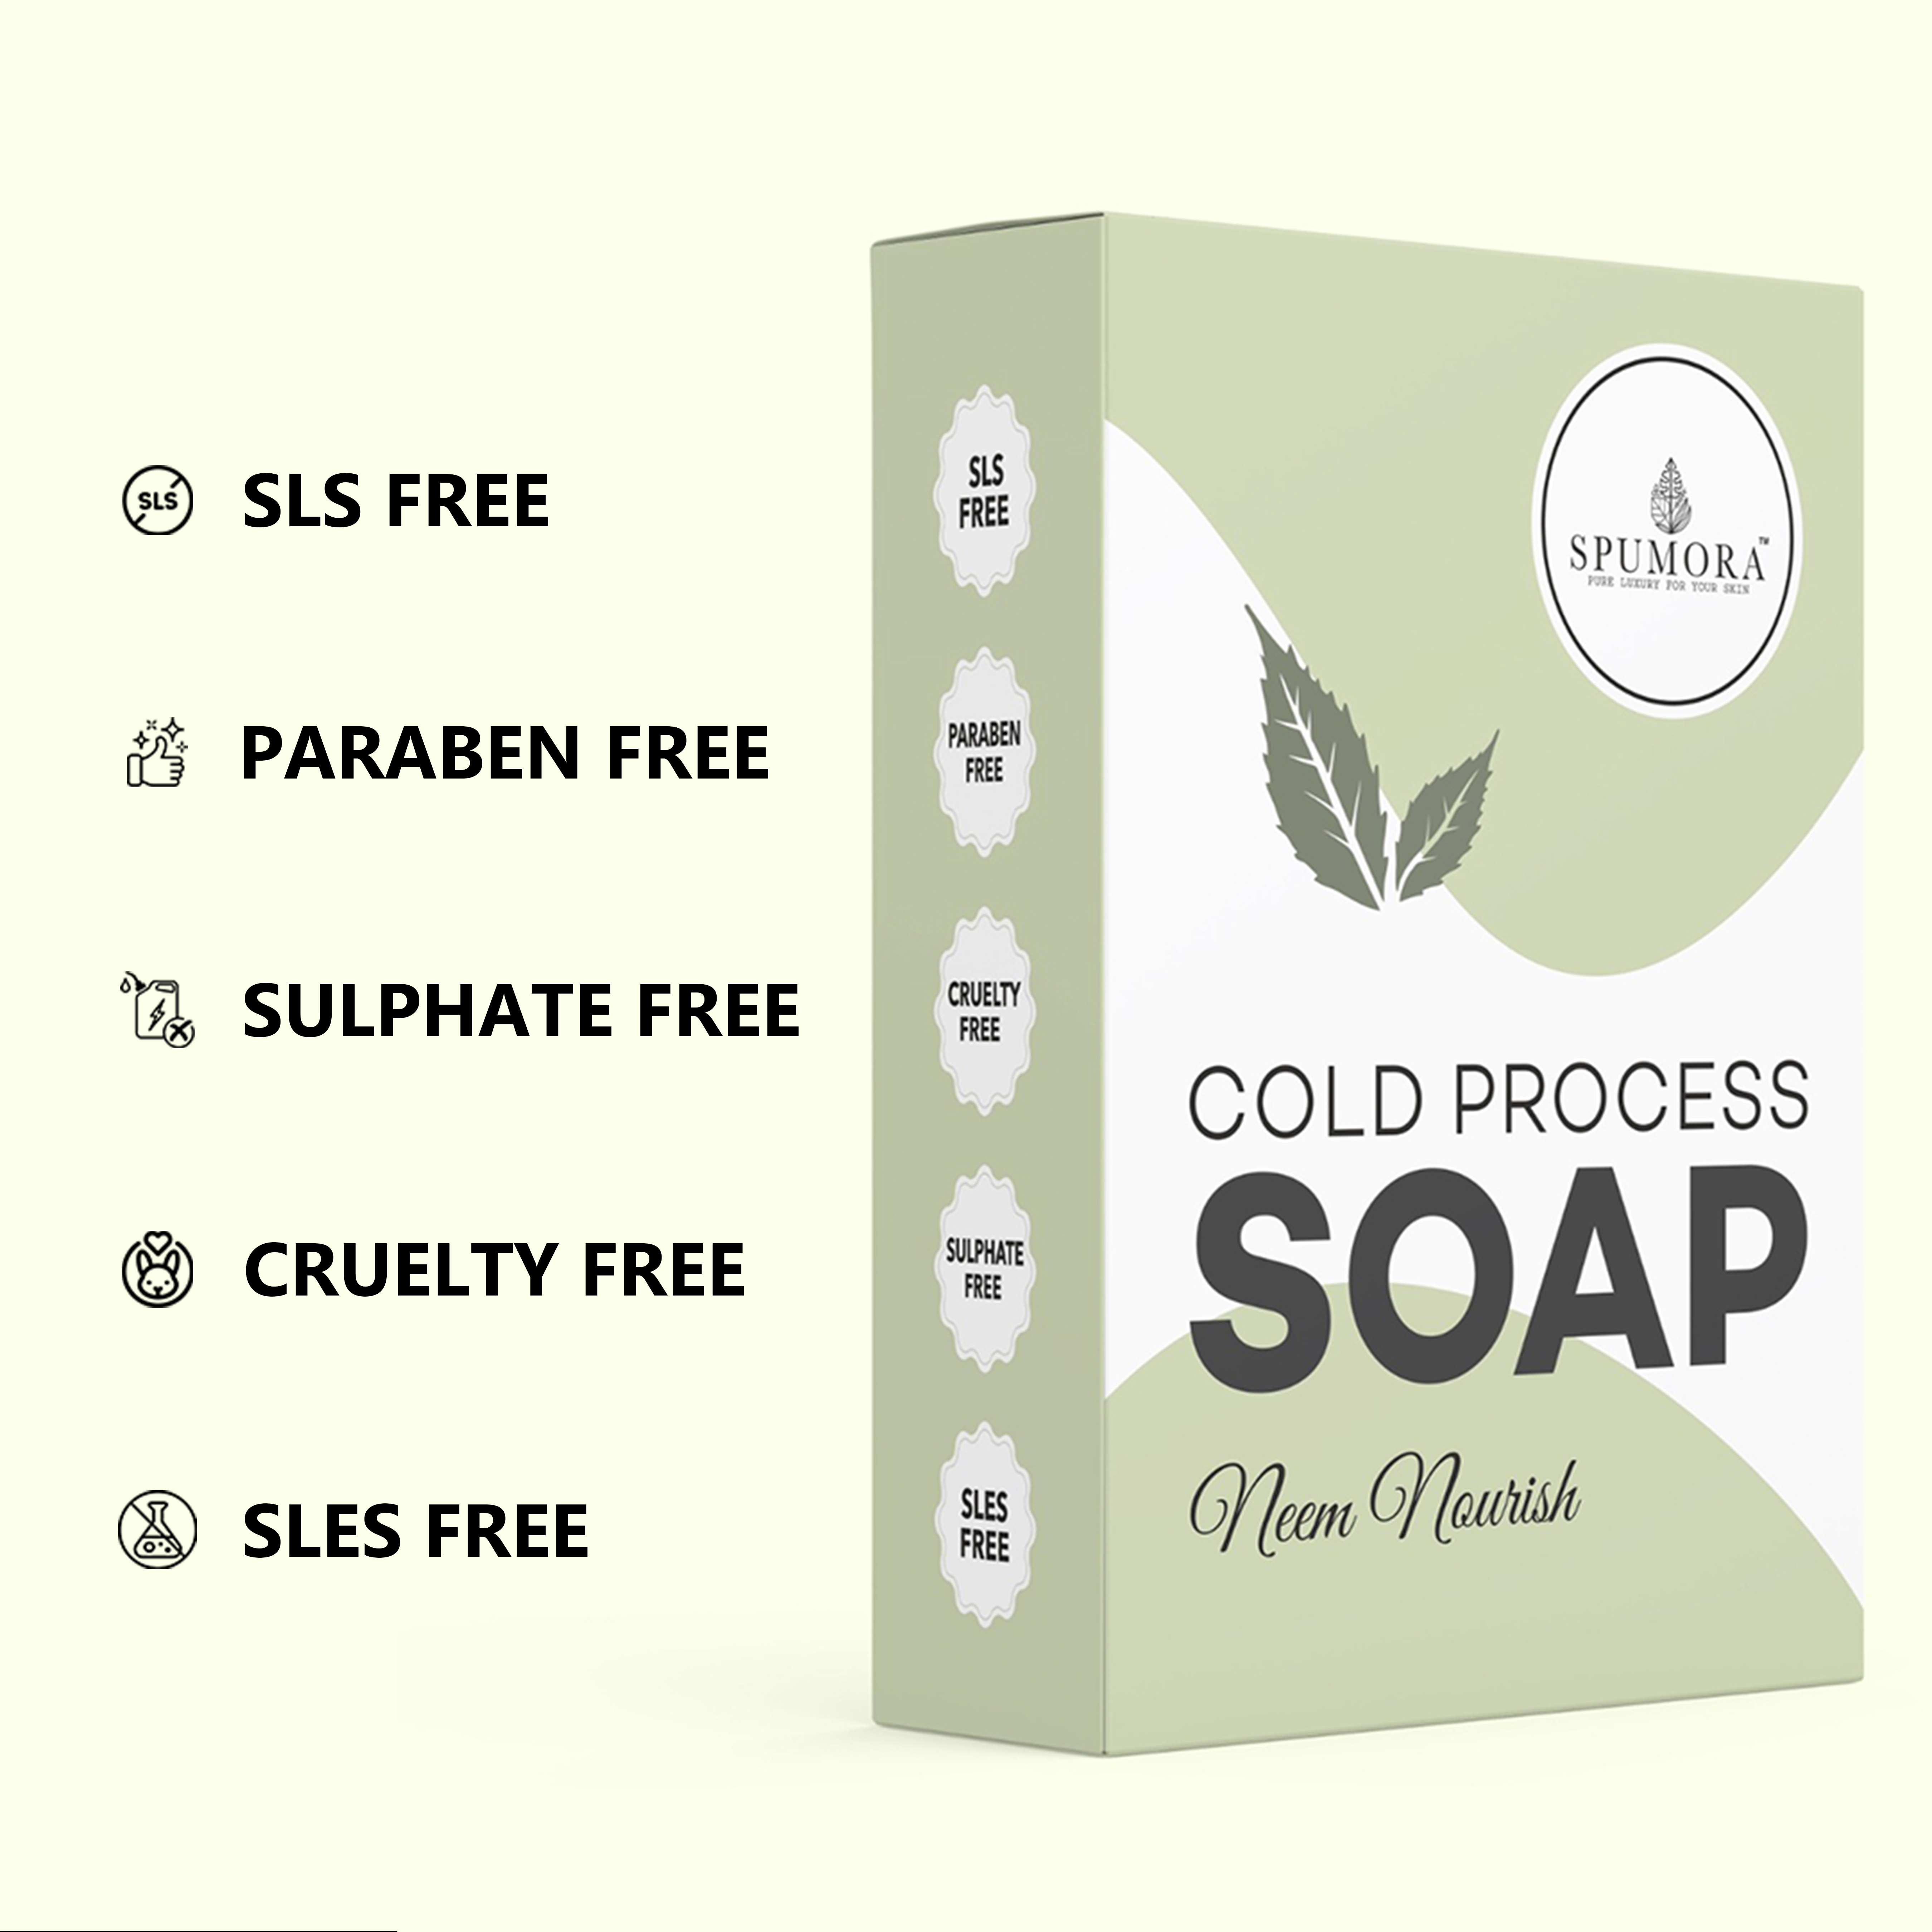 SLS
SLS FREE
PARABEN FREE
SULPHATE FREE
CRUELTY FREE
SLES FREE
SLS
FREE
PARABEN
FREE
CRUELTY
FREE
SULPHATE
FREE
SLES
FREE
SPUMORA™
PURE LUXURY FOR YOUR SKIN
COLD PROCESS
SOAP
Neem Nourish